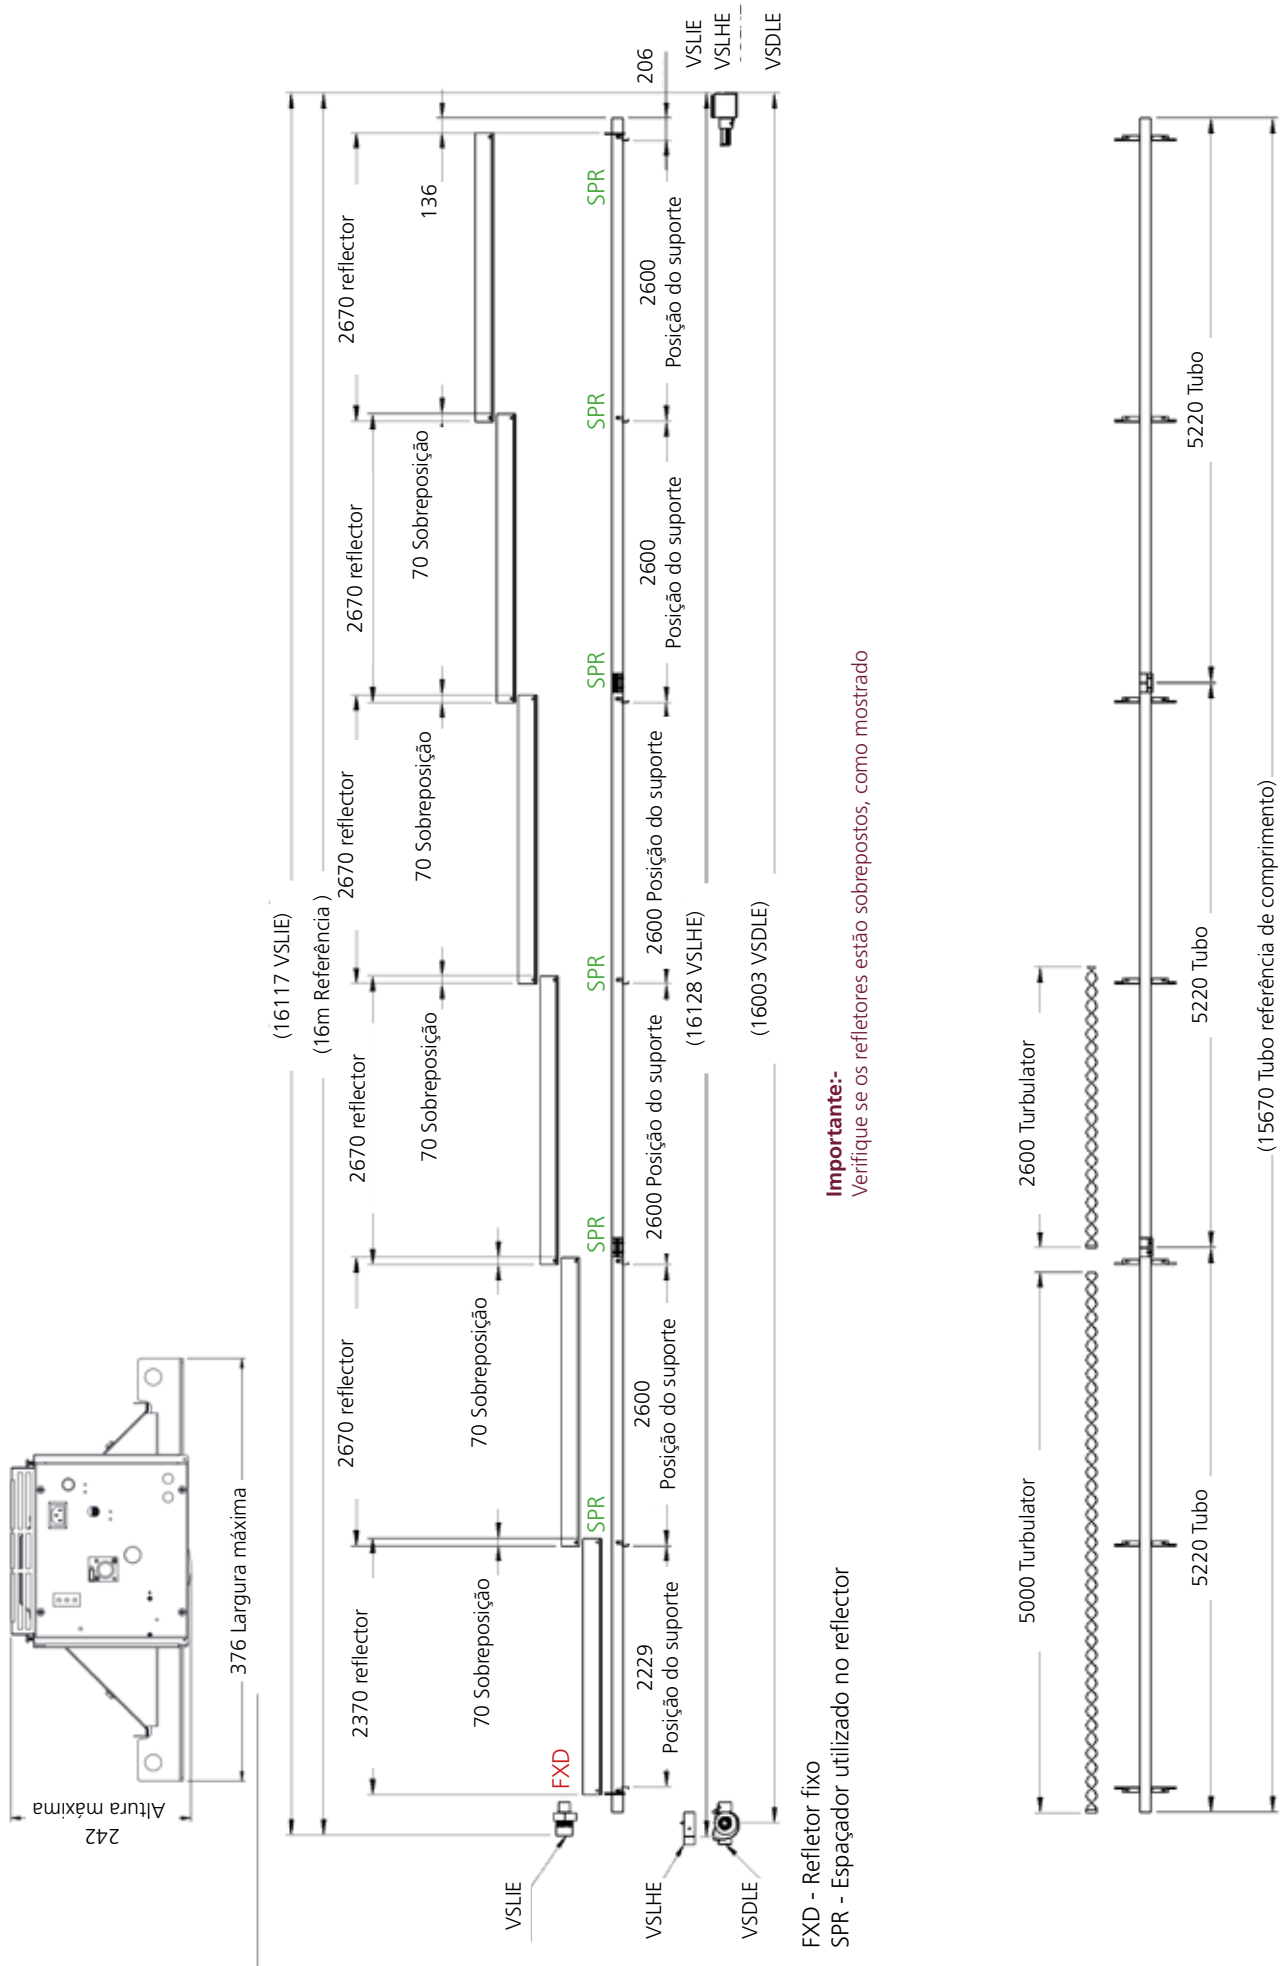 242
Altura máxima
376 Largura máxima
(16117 VSLIE)
(16m Referência )
2370 reflector
2670 reflector
2670 reflector
2670 reflector
2670 reflector
2670 reflector
70 Sobreposição
70 Sobreposição
70 Sobreposição
70 Sobreposição
70 Sobreposição
136
VSLIE
FXD
SPR
SPR
SPR
SPR
SPR
SPR
206
2229
Posição do suporte
2600
Posição do suporte
2600 Posição do suporte
2600 Posição do suporte
2600
Posição do suporte
2600
Posição do suporte
VSLIE
VSLHE
VSDLE
VSLHE
(16128 VSLHE)
VSDLE
(16003 VSDLE)
FXD - Refletor fixo
SPR - Espaçador utilizado no reflector
Importante:-
Verifique se os refletores estão sobrepostos, como mostrado
5000 Turbulator
2600 Turbulator
5220 Tubo
5220 Tubo
5220 Tubo
(15670 Tubo referência de comprimento)